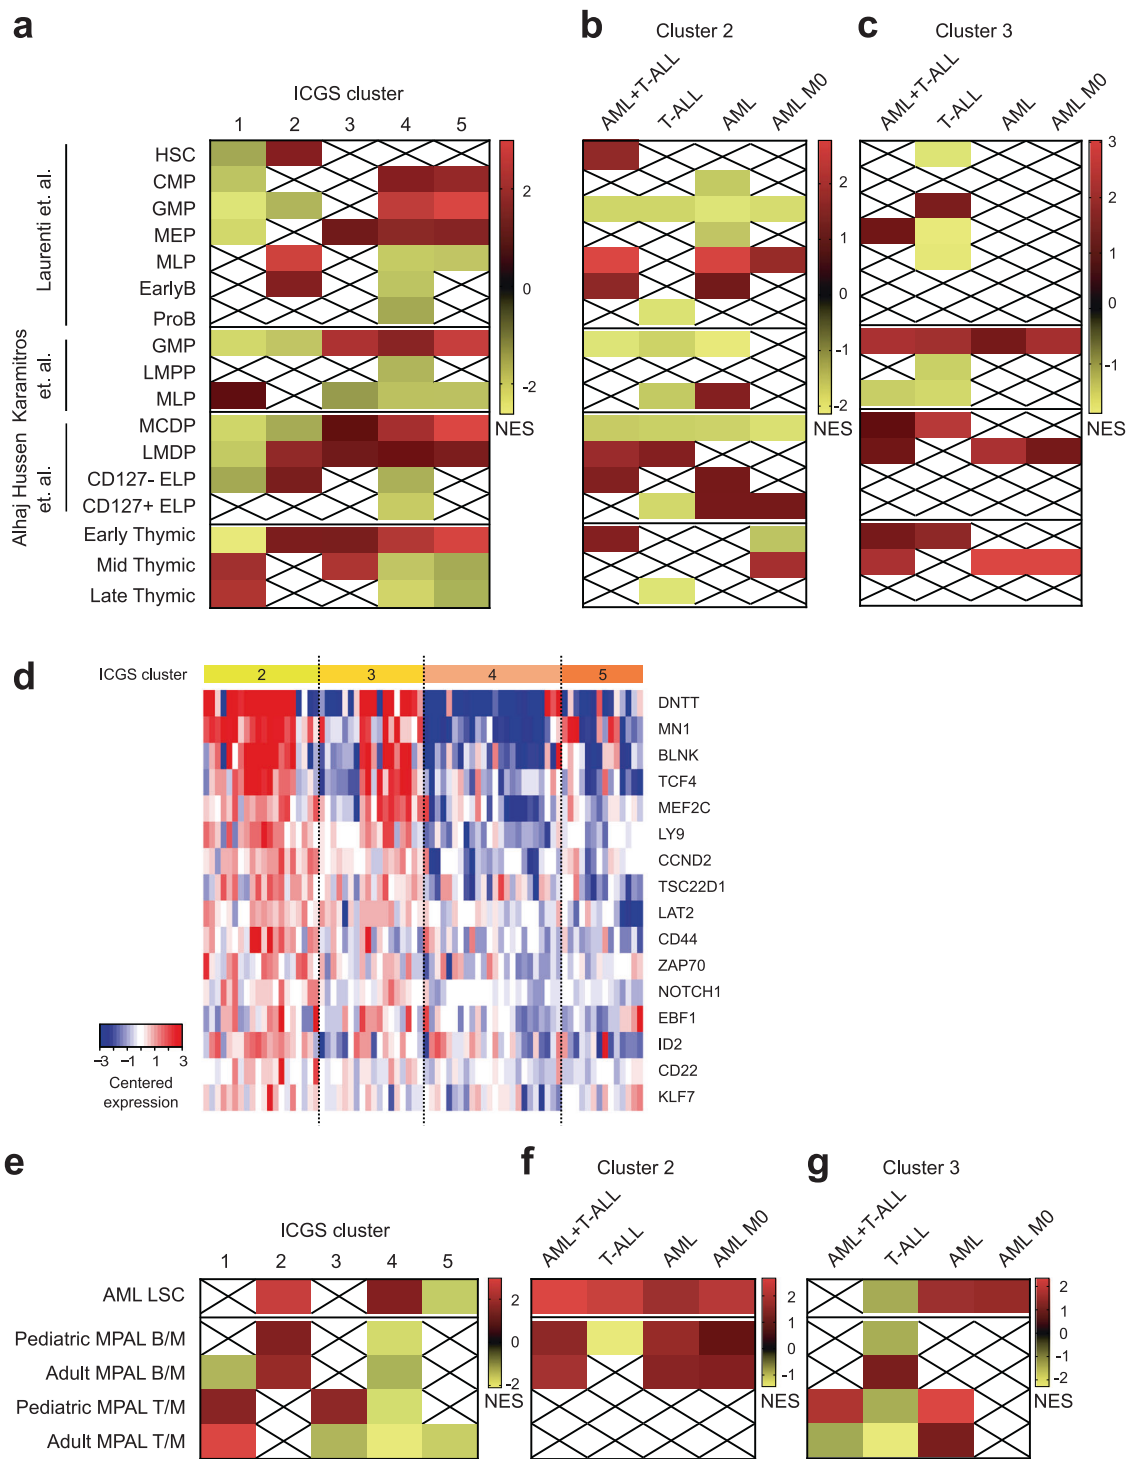 a
ICGS cluster
1 2 3 4 5
Laurenti et. al.
HSC
CMP
GMP
MEP
MLP
EarlyB
ProB
Karamitros et. al.
GMP
LMPP
MLP
Alhaj Hussen et. al.
MCDP
LMDP
CD127- ELP
CD127+ ELP
Early Thymic
Mid Thymic
Late Thymic
2
0
-2
NES
b
Cluster 2
AML+T-ALL T-ALL AML AML M0
2
1
0
-1
-2
NES
c
Cluster 3
AML+T-ALL T-ALL AML AML M0
3
2
1
0
-1
NES
d
ICGS cluster 2 3 4 5
DNTT
MN1
BLNK
TCF4
MEF2C
LY9
CCND2
TSC22D1
LAT2
CD44
ZAP70
NOTCH1
EBF1
ID2
CD22
KLF7
−3 −1 1 3
Centered
expression
e
ICGS cluster
1 2 3 4 5
AML LSC
Pediatric MPAL B/M
Adult MPAL B/M
Pediatric MPAL T/M
Adult MPAL T/M
2
1
0
-1
-2
NES
f
Cluster 2
AML+T-ALL T-ALL AML AML M0
2
1
0
-1
NES
g
Cluster 3
AML+T-ALL T-ALL AML AML M0
2
1
0
-1
-2
NES